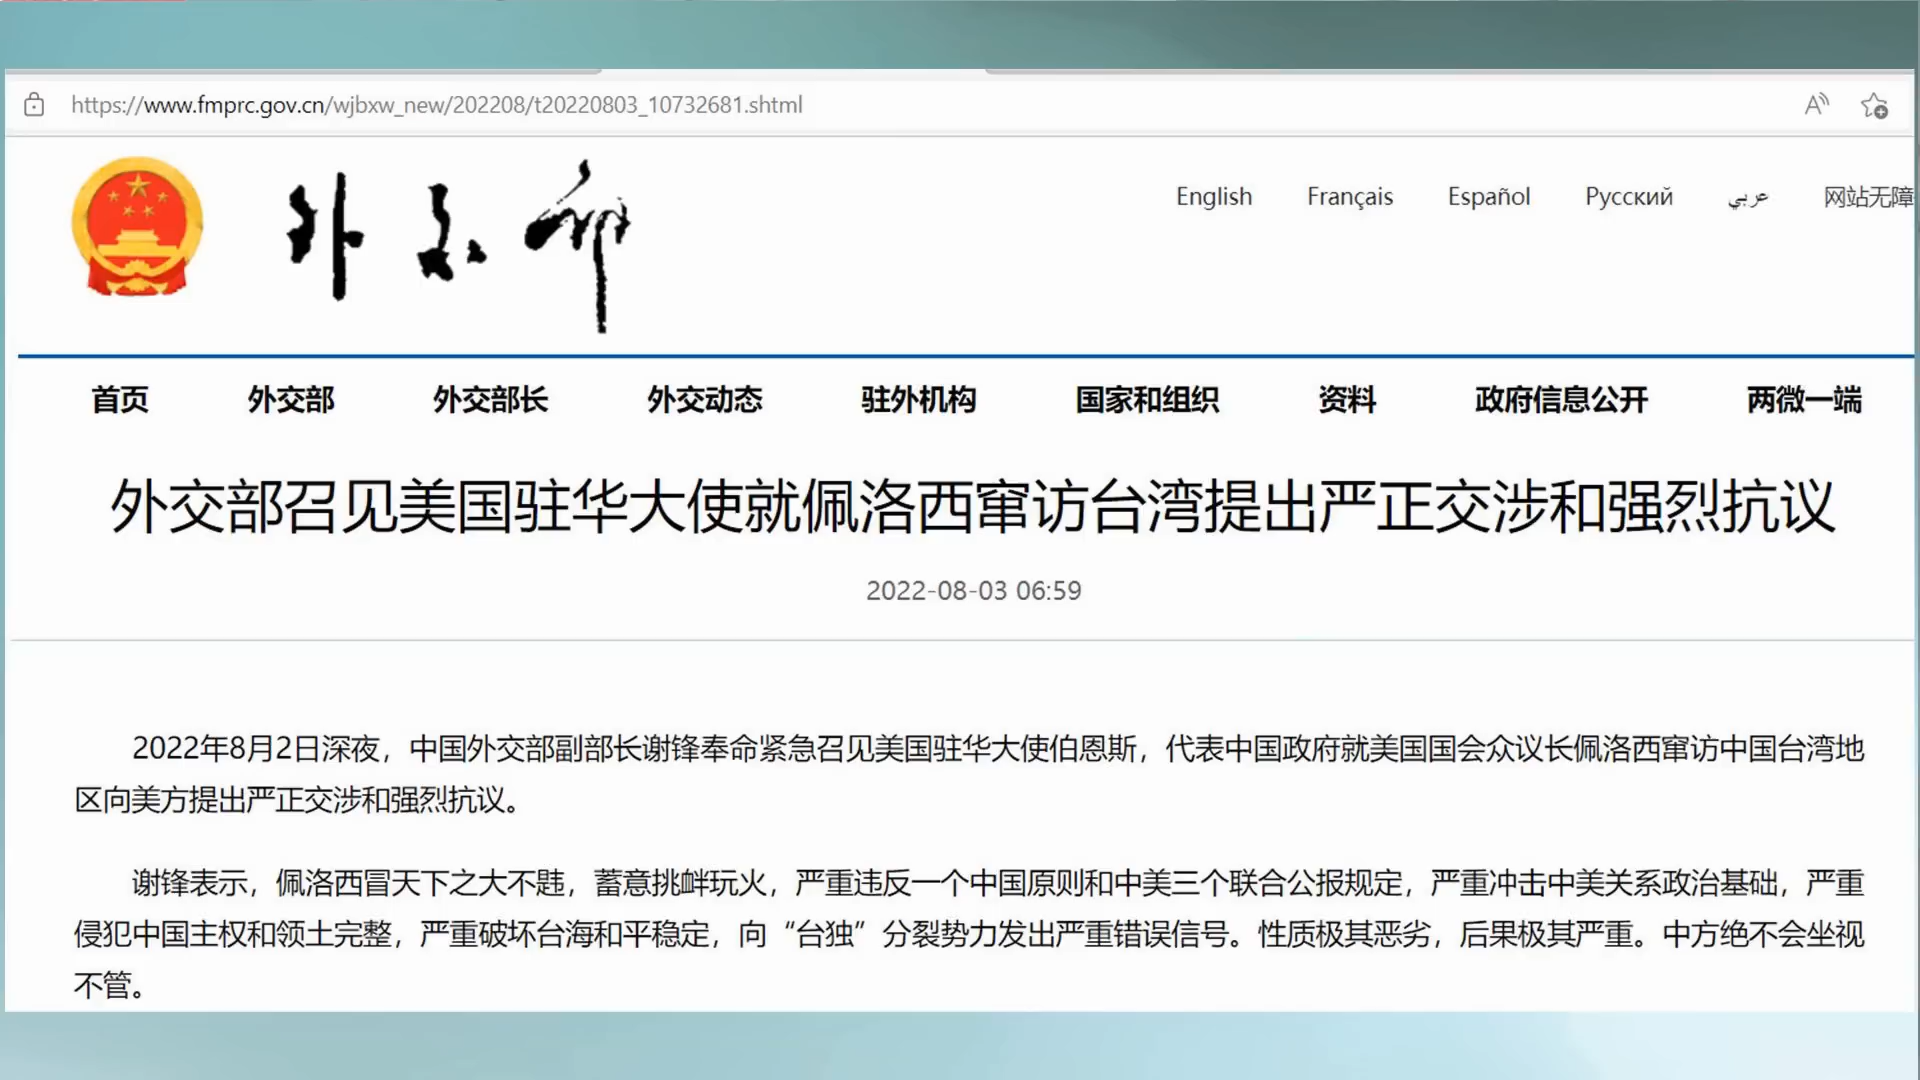 https://www.fmprc.gov.cn/wjbxw_new/202208/t20220803_10732681.shtml
外交部
English Français Español Русский عربي 网站无障
首页 外交部 外交部长 外交动态 驻外机构 国家和组织 资料 政府信息公开 两微一端
外交部召见美国驻华大使就佩洛西窜访台湾提出严正交涉和强烈抗议
2022-08-03 06:59
2022年8月2日深夜，中国外交部副部长谢锋奉命紧急召见美国驻华大使伯恩斯，代表中国政府就美国国会众议长佩洛西窜访中国台湾地
区向美方提出严正交涉和强烈抗议。
谢锋表示，佩洛西冒天下之大不韪，蓄意挑衅玩火，严重违反一个中国原则和中美三个联合公报规定，严重冲击中美关系政治基础，严重
侵犯中国主权和领土完整，严重破坏台海和平稳定，向“台独”分裂势力发出严重错误信号。性质极其恶劣，后果极其严重。中方绝不会坐视
不管。